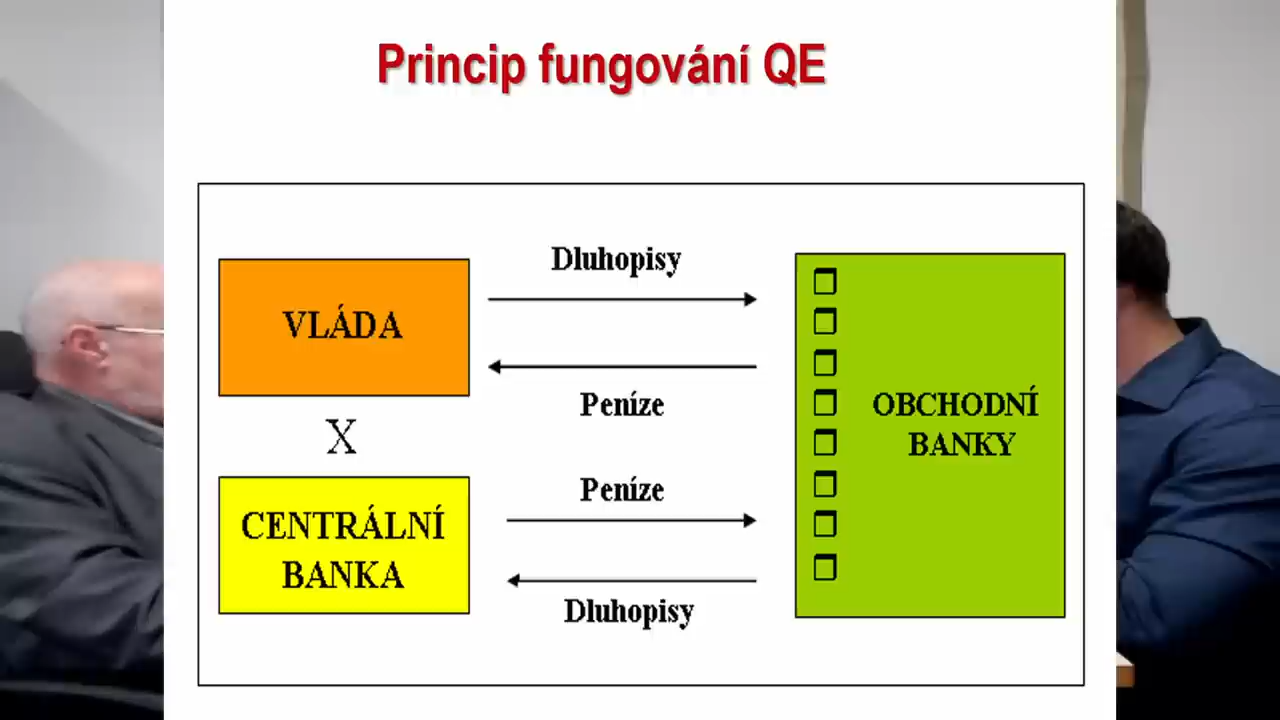 Princip fungování QE
Dluhopisy
VLÁDA
Peníze
X
OBCHODNÍ
BANKY
Peníze
CENTRÁLNÍ
BANKA
Dluhopisy